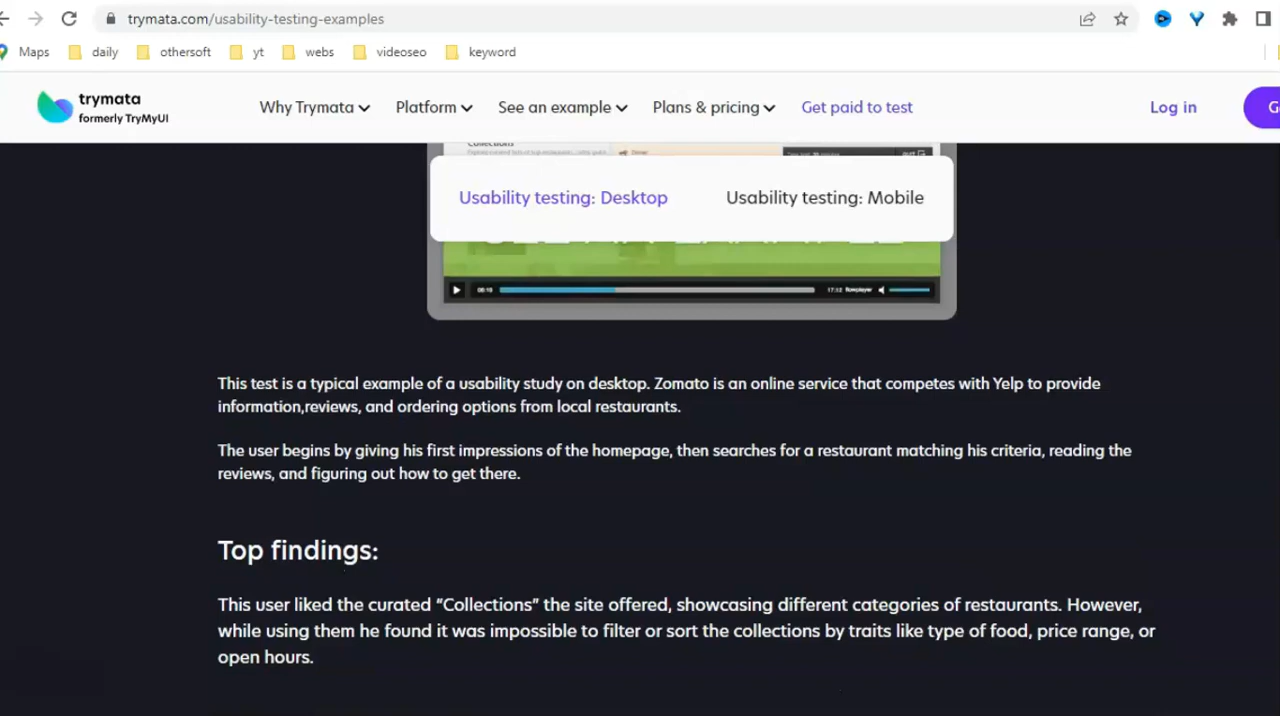 trymata.com/usability-testing-examples
Maps daily othersoft yt webs videoseo keyword
trymata
formerly TryMyUI
Why Trymata Platform See an example Plans & pricing Get paid to test Log in
Collections
Usability testing: Desktop Usability testing: Mobile
08:10 17:12 flowplayer
This test is a typical example of a usability study on desktop. Zomato is an online service that competes with Yelp to provide
information,reviews, and ordering options from local restaurants.
The user begins by giving his first impressions of the homepage, then searches for a restaurant matching his criteria, reading the
reviews, and figuring out how to get there.
Top findings:
This user liked the curated “Collections” the site offered, showcasing different categories of restaurants. However,
while using them he found it was impossible to filter or sort the collections by traits like type of food, price range, or
open hours.